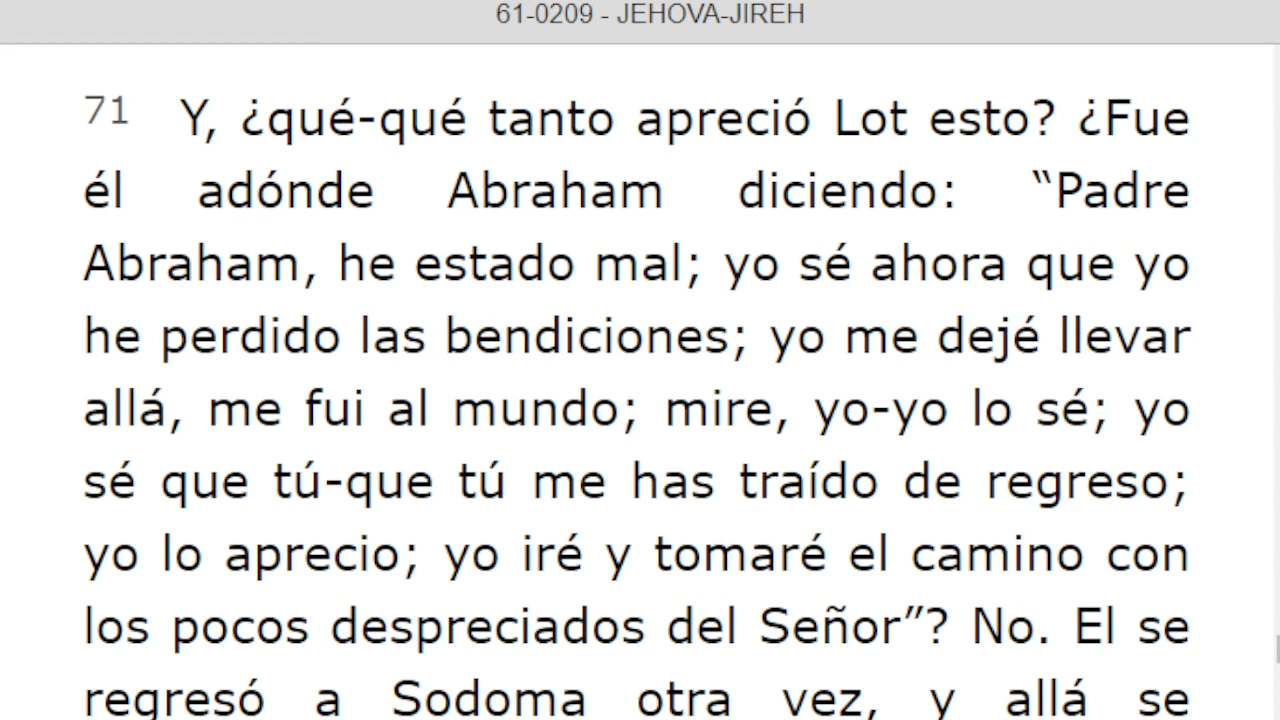 61-0209 - JEHOVA-JIREH
71 Y, ¿qué-qué tanto apreció Lot esto? ¿Fue
él adónde Abraham diciendo: “Padre
Abraham, he estado mal; yo sé ahora que yo
he perdido las bendiciones; yo me dejé llevar
allá, me fui al mundo; mire, yo-yo lo sé; yo
sé que tú-que tú me has traído de regreso;
yo lo aprecio; yo iré y tomaré el camino con
los pocos despreciados del Señor”? No. El se
regresó a Sodoma otra vez, y allá se